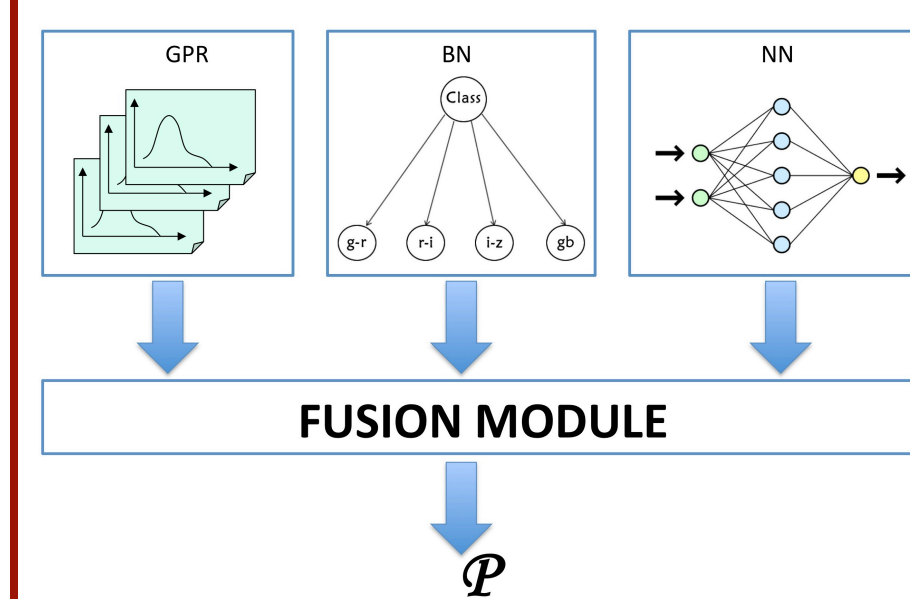 GPR
BN
NN
Class
g-r
r-i
i-z
gb
FUSION MODULE
𝒫